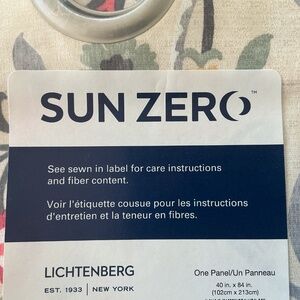 SUN ZERO™
See sewn in label for care instructions
and fiber content.
Voir l'étiquette cousue pour les instructions
d'entretien et la teneur en fibres.
LICHTENBERG
EST. 1933 | NEW YORK
One Panel/Un Panneau
40 in. x 84 in.
(102cm x 213cm)